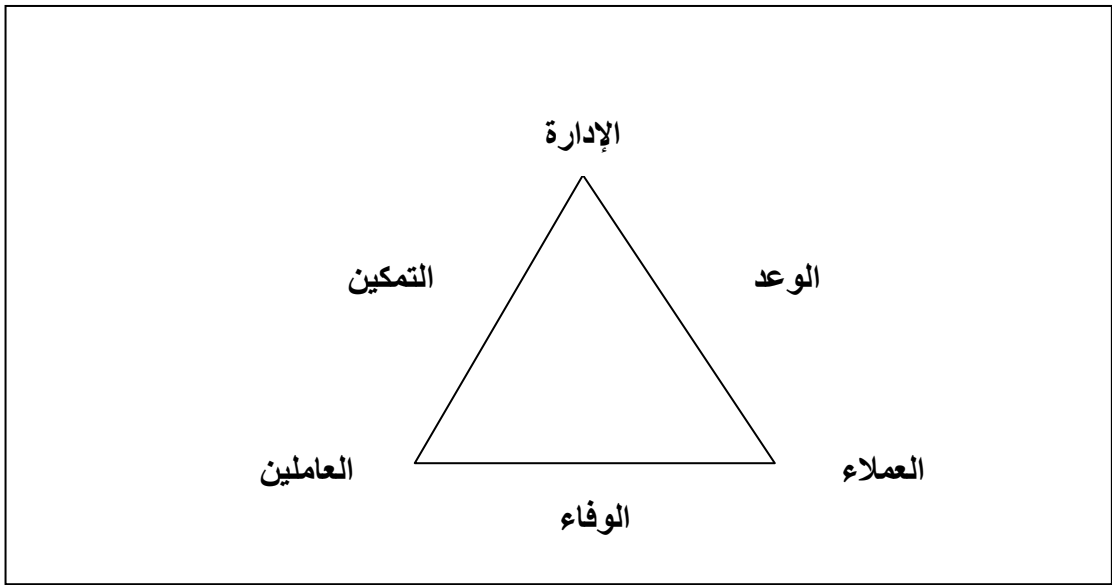 الإدارة
الوعد
التمكين
العملاء
العاملين
الوفاء